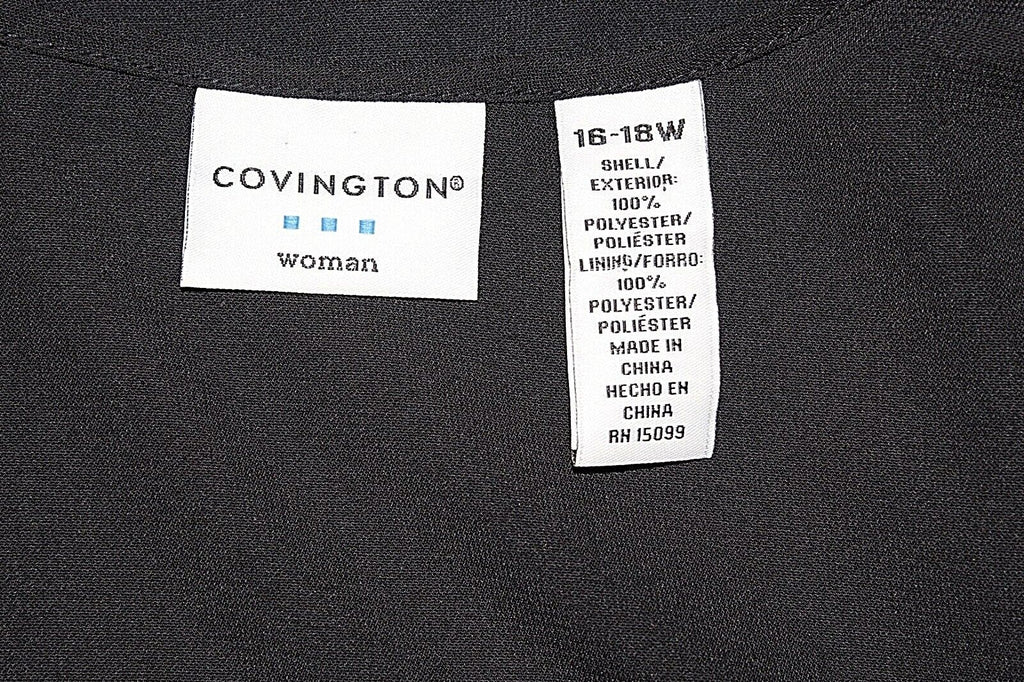 COVINGTON®
woman
16-18W
SHELL/
EXTERIOR:
100%
POLYESTER/
POLIÉSTER
LINING/FORRO:
100%
POLYESTER/
POLIÉSTER
MADE IN
CHINA
HECHO EN
CHINA
RN 15099